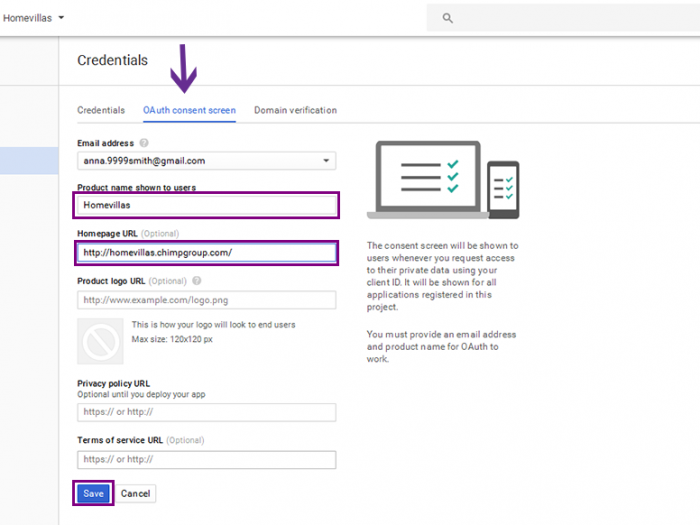 Homevillas
Credentials
Credentials OAuth consent screen Domain verification
Email address
anna.9999smith@gmail.com
Product name shown to users
Homevillas
Homepage URL (Optional)
http://homevillas.chimpgroup.com/
Product logo URL (Optional)
http://www.example.com/logo.png
This is how your logo will look to end users
Max size: 120x120 px
Privacy policy URL
Optional until you deploy your app
https:// or http://
Terms of service URL (Optional)
https:// or http://
Save Cancel
The consent screen will be shown to
users whenever you request access
to their private data using your
client ID. It will be shown for all
applications registered in this
project.
You must provide an email address
and product name for OAuth to
work.